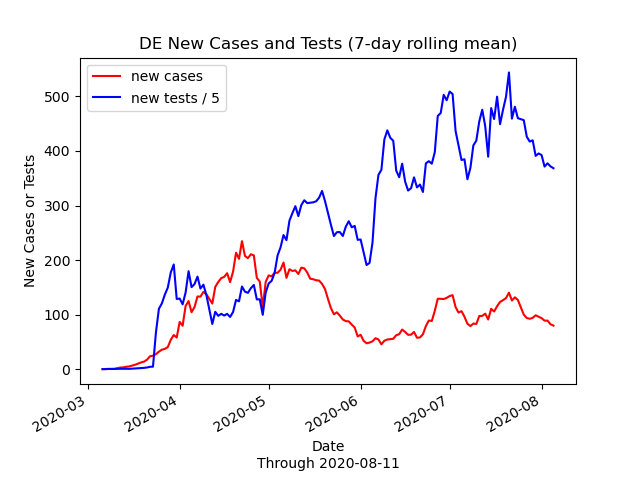 DE New Cases and Tests (7-day rolling mean)
new cases
new tests / 5
New Cases or Tests
500
400
300
200
100
0
2020-03
2020-04
2020-05
2020-06
2020-07
2020-08
Date
Through 2020-08-11